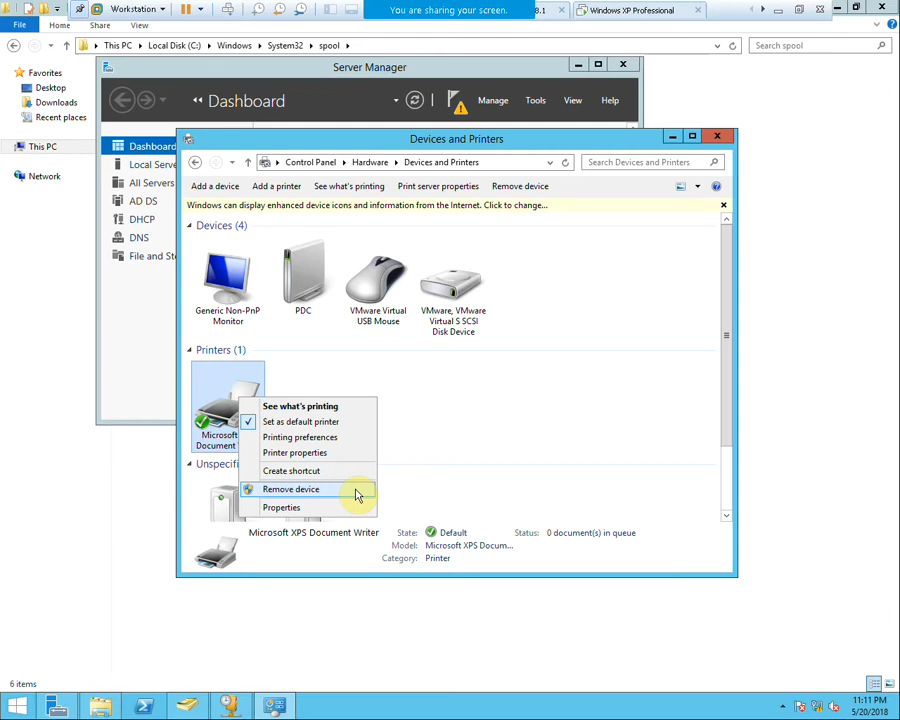 Workstation
You are sharing your screen.
8.1
Windows XP Professional
File
Home
Share
View
This PC
Local Disk (C:)
Windows
System32
spool
Search spool
Favorites
Desktop
Downloads
Recent places
This PC
Network
Server Manager
Dashboard
Manage
Tools
View
Help
Dashboard
Local Serve
All Servers
AD DS
DHCP
DNS
File and Sto
Devices and Printers
Control Panel
Hardware
Devices and Printers
Search Devices and Printers
Add a device
Add a printer
See what's printing
Print server properties
Remove device
Windows can display enhanced device icons and information from the Internet. Click to change...
Devices (4)
Generic Non-PnP
Monitor
PDC
VMware Virtual
USB Mouse
VMware, VMware
Virtual S SCSI
Disk Device
Printers (1)
Microsoft
Document
See what's printing
Set as default printer
Printing preferences
Printer properties
Create shortcut
Remove device
Properties
Unspecifi
Microsoft XPS Document Writer
State:
Default
Status:
0 document(s) in queue
Model:
Microsoft XPS Docum...
Category:
Printer
6 items
11:11 PM
5/20/2018